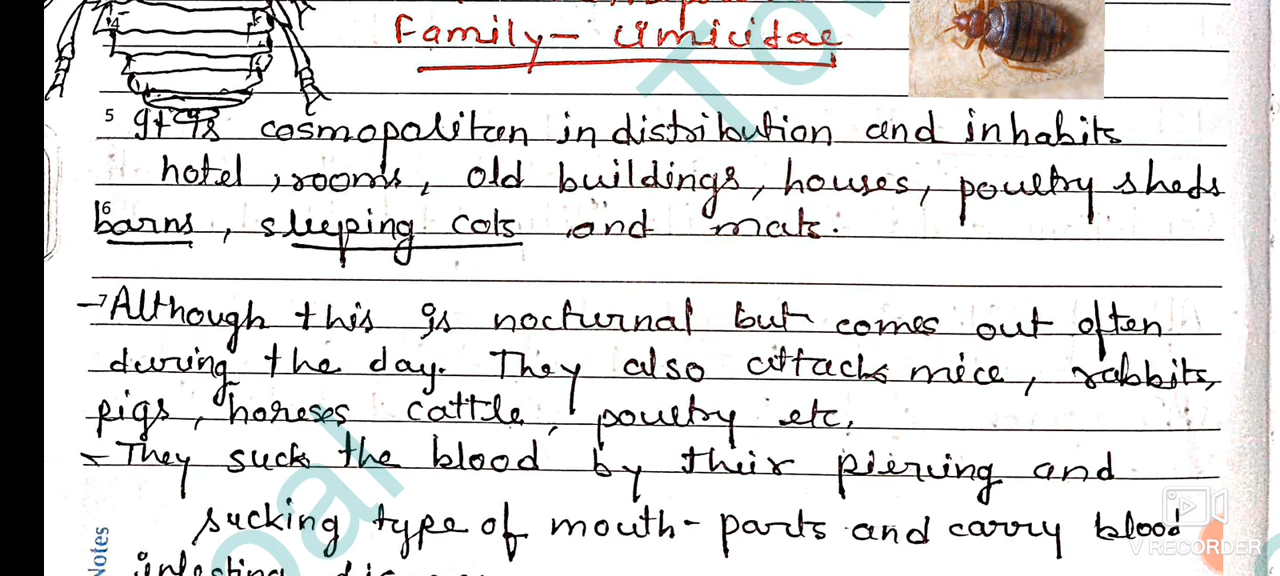 Family - Cimicidae
5 It is cosmopolitan in distribution and inhabits
hotel, rooms, old buildings, houses, poultry sheds
6 barns, sleeping cots and mats.
7 Although this is nocturnal but comes out often
during the day. They also attacks mice, rabbits,
pigs, horeses cattle, poultry etc.
They suck the blood by their piercing and
sucking type of mouth-parts and carry blood
V RECORDER
Notes